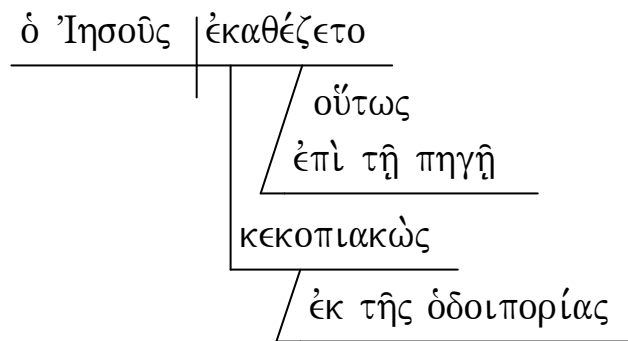 ὁ Ἰησοῦς ἐκαθέζετο
οὕτως
ἐπὶ τῇ πηγῇ
κεκοπιακὼς
ἐκ τῆς ὁδοιπορίας